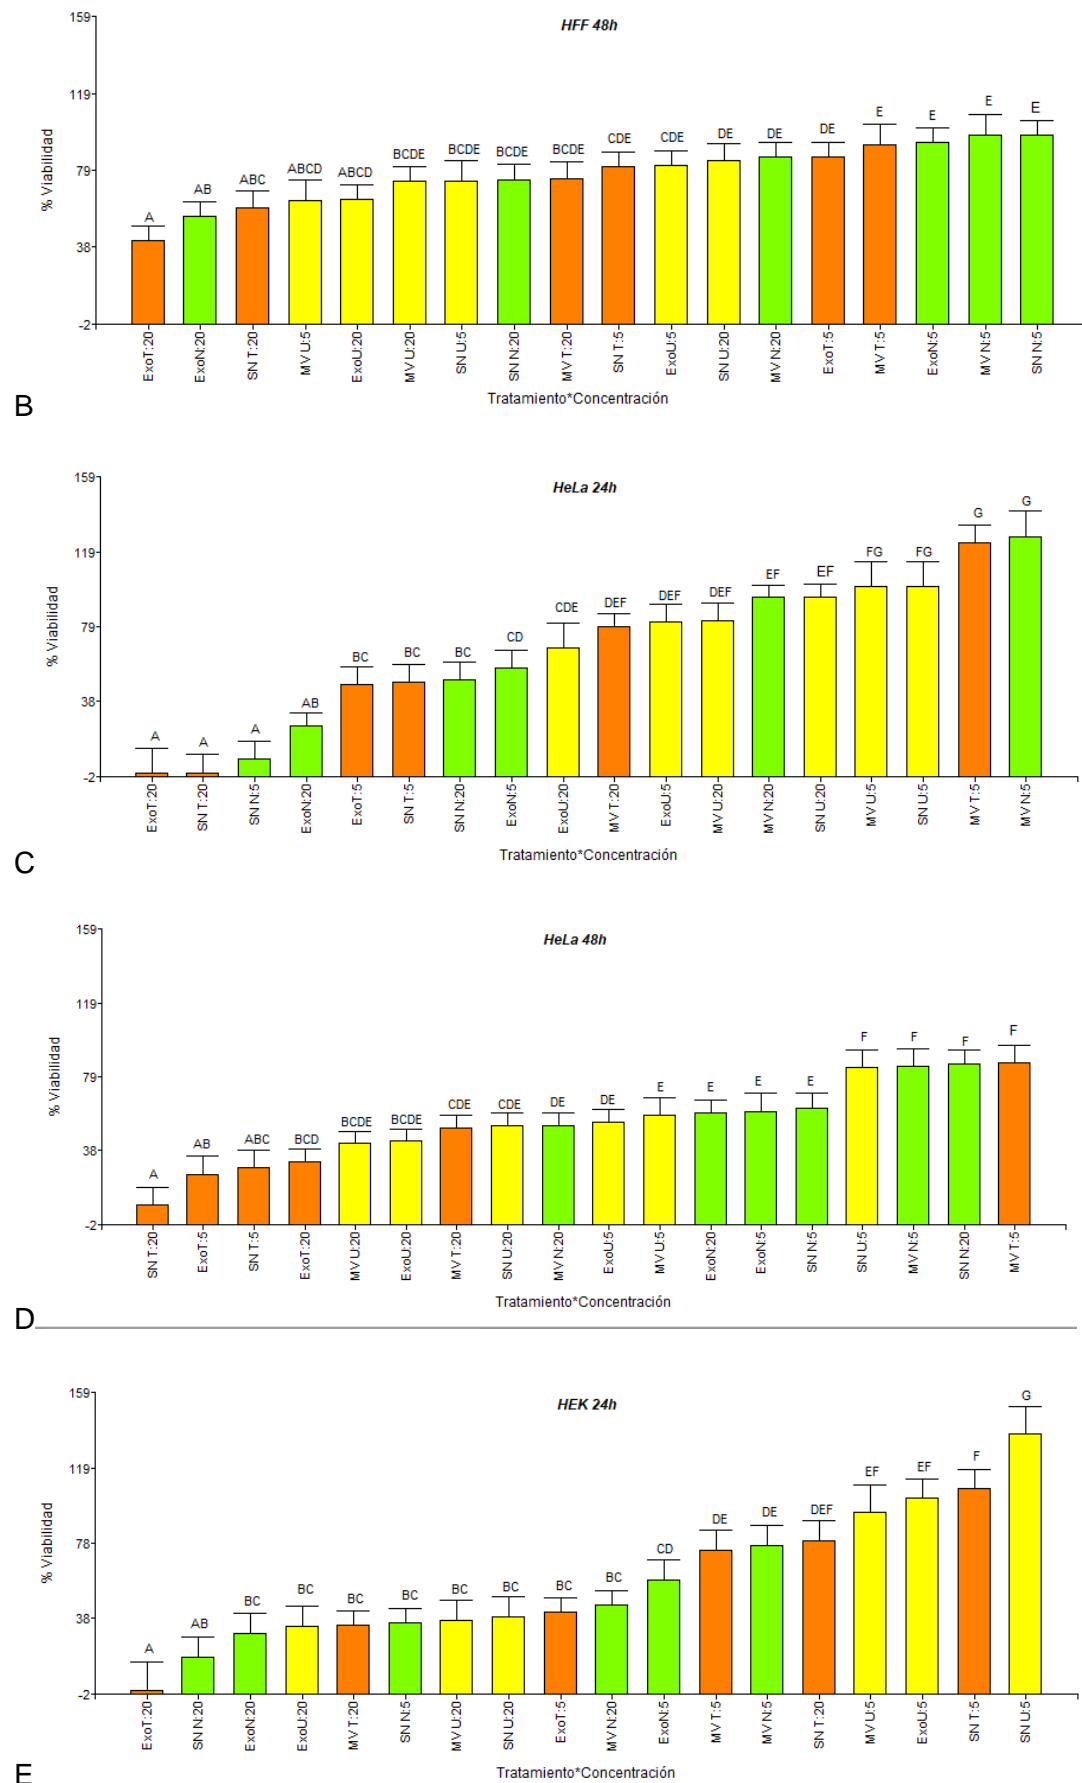 HFF 48h
% Viabilidad
159
119
79
38
-2
A AB ABC ABCD ABCD BCDE BCDE BCDE BCDE CDE CDE DE DE DE E E E E
ExoT:20 ExoN:20 SN T:20 MV U:5 ExoU:20 MV U:20 SN U:5 SN N:20 MV T:20 SN T:5 ExoU:5 SN U:20 MV N:20 ExoT:5 MV T:5 ExoN:5 MV N:5 SN N:5
Tratamiento*Concentración
B
HeLa 24h
% Viabilidad
159
119
79
38
-2
A A A AB BC BC BC CD CDE DEF DEF DEF EF EF FG FG G G
ExoT:20 SN T:20 SN N:5 ExoN:20 ExoT:5 SN T:5 SN N:20 ExoN:5 ExoU:20 MV T:20 ExoU:5 MV U:20 MV N:20 SN U:20 MV U:5 SN U:5 MV T:5 MV N:5
Tratamiento*Concentración
C
HeLa 48h
% Viabilidad
159
119
79
38
-2
A AB ABC BCD BCDE BCDE CDE CDE DE DE E E E E F F F F
SN T:20 ExoT:5 SN T:5 ExoT:20 MV U:20 ExoU:20 MV T:20 SN U:20 MV N:20 ExoU:5 MV U:5 ExoN:20 ExoN:5 SN N:5 SN U:5 MV N:5 SN N:20 MV T:5
Tratamiento*Concentración
D
HEK 24h
% Viabilidad
159
119
78
38
-2
A AB BC BC BC BC BC BC BC BC CD DE DE DEF EF EF F G
ExoT:20 SN N:20 ExoN:20 ExoU:20 MV T:20 SN N:5 MV U:20 SN U:20 ExoT:5 MV N:20 ExoN:5 MV T:5 MV N:5 SN T:20 MV U:5 ExoU:5 SN T:5 SN U:5
Tratamiento*Concentración
E